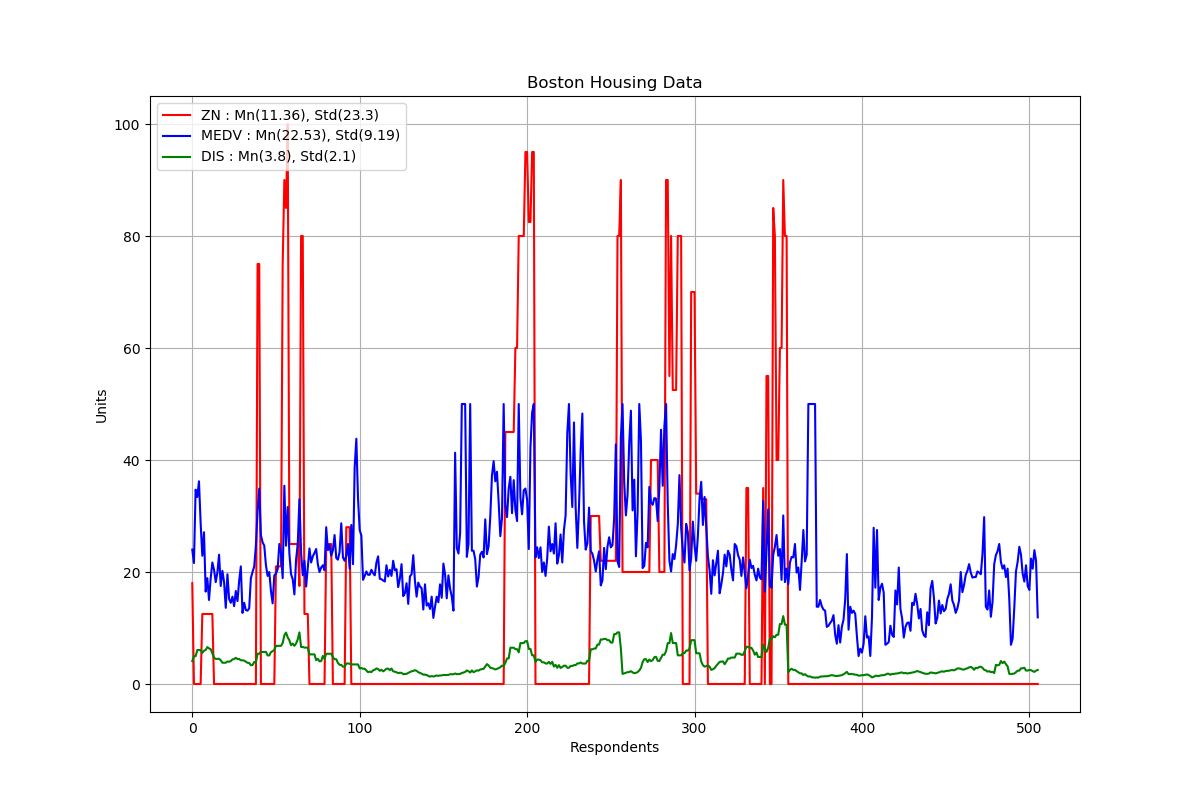 Boston Housing Data
ZN : Mn(11.36), Std(23.3)
MEDV : Mn(22.53), Std(9.19)
DIS : Mn(3.8), Std(2.1)
100
80
60
40
20
0
Units
0 100 200 300 400 500
Respondents